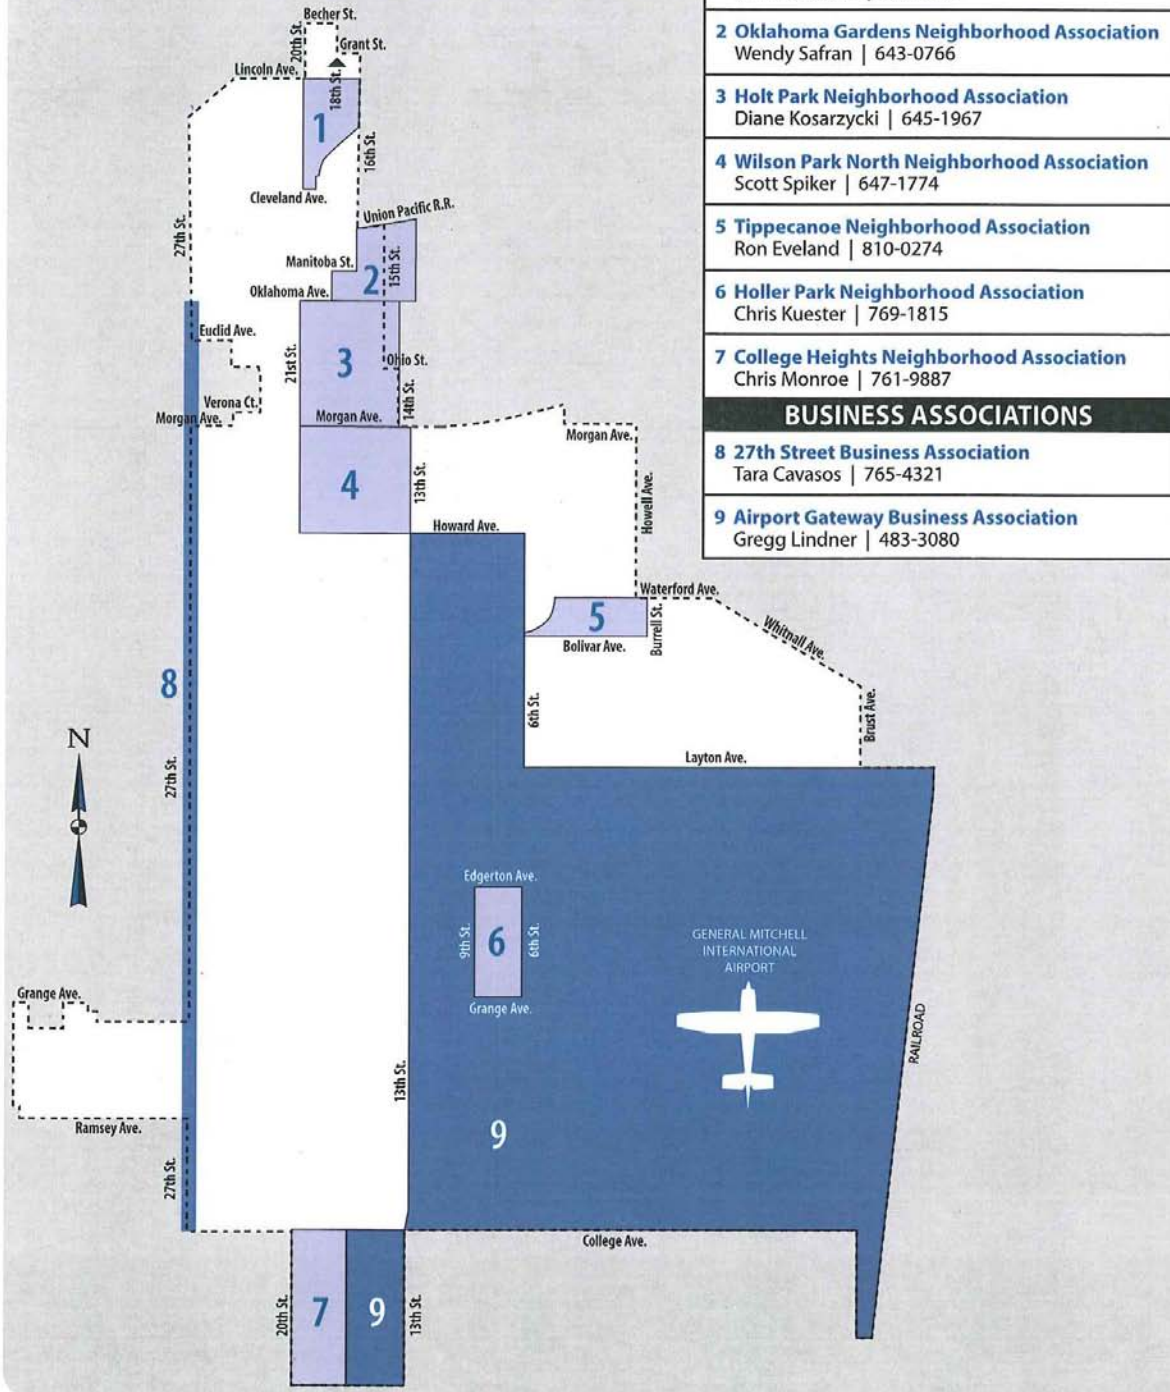 2 Oklahoma Gardens Neighborhood Association
Wendy Safran | 643-0766
3 Holt Park Neighborhood Association
Diane Kosarzycki | 645-1967
4 Wilson Park North Neighborhood Association
Scott Spiker | 647-1774
5 Tippecanoe Neighborhood Association
Ron Eveland | 810-0274
6 Holler Park Neighborhood Association
Chris Kuester | 769-1815
7 College Heights Neighborhood Association
Chris Monroe | 761-9887
BUSINESS ASSOCIATIONS
8 27th Street Business Association
Tara Cavasos | 765-4321
9 Airport Gateway Business Association
Gregg Lindner | 483-3080
Becher St.
20th St.
Grant St.
Lincoln Ave.
18th St.
1
16th St.
Cleveland Ave.
Union Pacific R.R.
27th St.
Manitoba St.
15th St.
2
Oklahoma Ave.
Euclid Ave.
21st St.
3
Ohio St.
Verona Ct.
14th St.
Morgan Ave.
Morgan Ave.
Morgan Ave.
4
13th St.
Howell Ave.
Howard Ave.
Waterford Ave.
5
Burrell St.
Whitnall Ave.
Bolivar Ave.
8
6th St.
Brust Ave.
N
27th St.
Layton Ave.
Edgerton Ave.
9th St.
6
6th St.
GENERAL MITCHELL
INTERNATIONAL
AIRPORT
Grange Ave.
Grange Ave.
RAILROAD
13th St.
Ramsey Ave.
9
27th St.
College Ave.
20th St.
7
9
13th St.